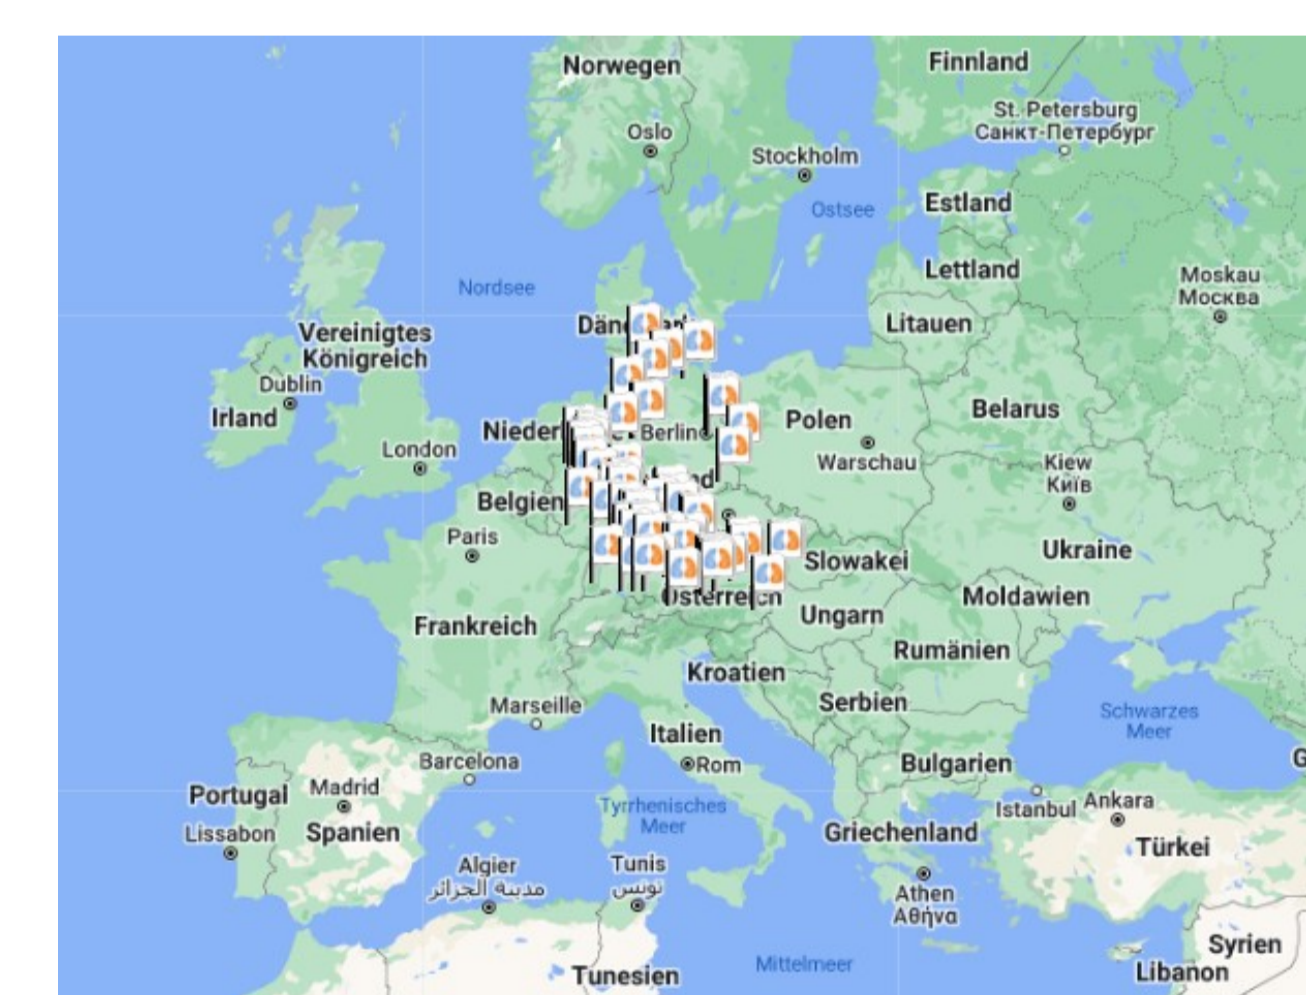 Norwegen
Finnland
St. Petersburg
Санкт-Петербург
Oslo
Stockholm
Ostsee
Estland
Lettland
Moskau
Москва
Nordsee
Litauen
Vereinigtes
Königreich
Dublin
Irland
Belarus
Polen
Berlin
London
Warschau
Kiew
Київ
Belgien
Paris
Slowakei
Ukraine
Österreich
Moldawien
Ungarn
Frankreich
Rumänien
Kroatien
Serbien
Marseille
Schwarzes
Meer
Italien
Barcelona
Rom
Bulgarien
Portugal
Madrid
Istanbul
Ankara
Tyrrhenisches
Meer
Lissabon
Spanien
Griechenland
Türkei
Algier
مدينة الجزائر
Tunis
تونس
Athen
Αθήνα
Syrien
Mittelmeer
Libanon
Tunesien